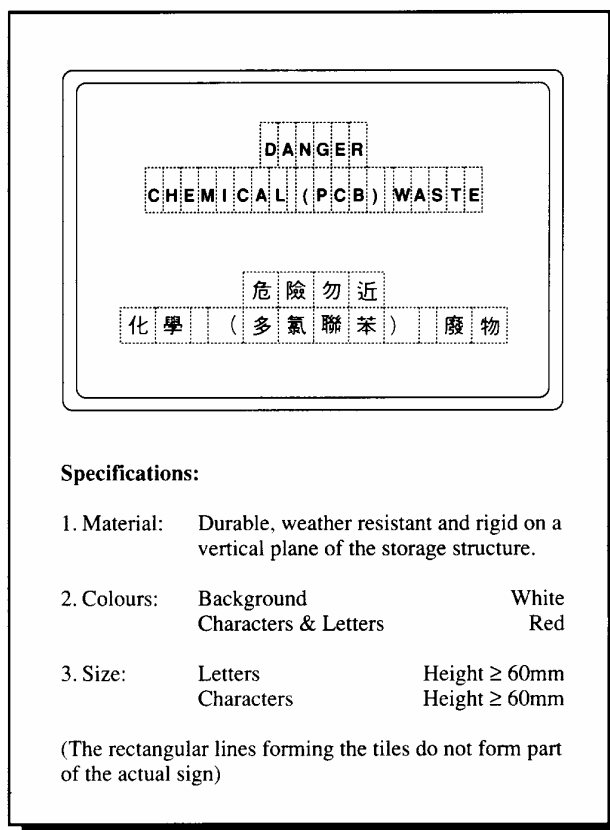 DANGER
CHEMICAL (PCB) WASTE
危險勿近
化學（多氯聯苯）廢物
Specifications:
1. Material: Durable, weather resistant and rigid on a
vertical plane of the storage structure.
2. Colours: Background White
Characters & Letters Red
3. Size: Letters Height ≥ 60mm
Characters Height ≥ 60mm
(The rectangular lines forming the tiles do not form part
of the actual sign)